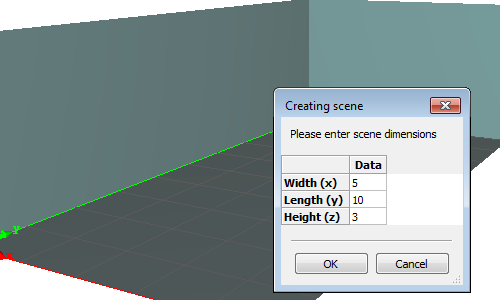 Creating scene
Please enter scene dimensions
Data
Width (x) 5
Length (y) 10
Height (z) 3
OK Cancel
Y